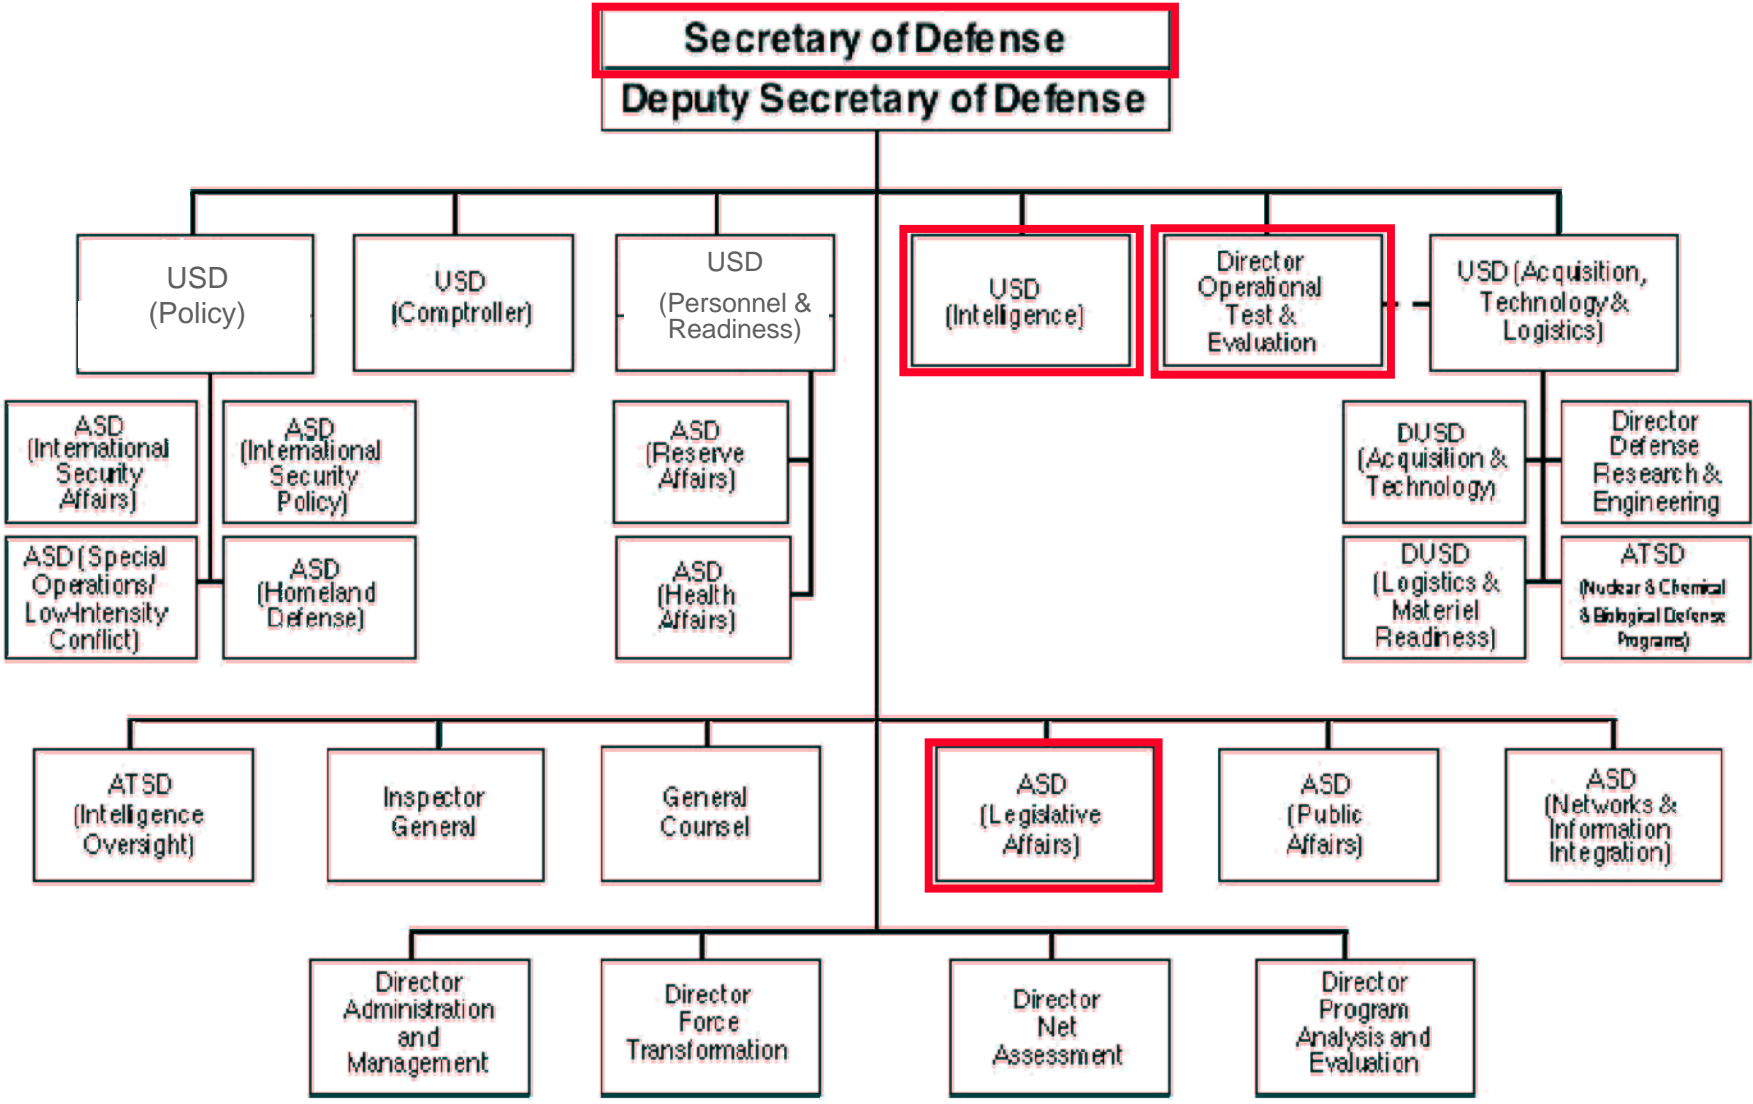 Secretary of Defense
Deputy Secretary of Defense
USD
(Policy)
USD
(Comptroller)
USD
(Personnel &
Readiness)
USD
(Intelligence)
Director
Operational
Test &
Evaluation
USD (Acquisition,
Technology &
Logistics)
ASD
(International
Security
Affairs)
ASD
(International
Security
Policy)
ASD
(Reserve
Affairs)
DUSD
(Acquisition &
Technology)
Director
Defense
Research &
Engineering
ASD (Special
Operations/
Low-Intensity
Conflict)
ASD
(Homeland
Defense)
ASD
(Health
Affairs)
DUSD
(Logistics &
Materiel
Readiness)
ATSD
(Nuclear & Chemical
& Biological Defense
Programs)
ATSD
(Intelligence
Oversight)
Inspector
General
General
Counsel
ASD
(Legislative
Affairs)
ASD
(Public
Affairs)
ASD
(Networks &
Information
Integration)
Director
Administration
and
Management
Director
Force
Transformation
Director
Net
Assessment
Director
Program
Analysis and
Evaluation